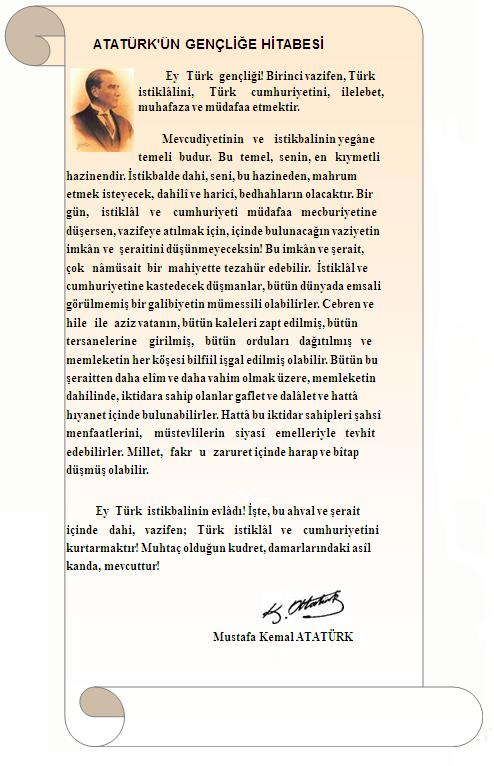 ATATÜRK'ÜN GENÇLİĞE HİTABESİ
Ey Türk gençliği! Birinci vazifen, Türk
istiklâlini, Türk cumhuriyetini, ilelebet,
muhafaza ve müdafaa etmektir.
Mevcudiyetinin ve istikbalinin yegâne
temeli budur. Bu temel, senin, en kıymetli
hazinendir. İstikbalde dahi, seni, bu hazineden, mahrum
etmek isteyecek, dahilî ve haricî, bedhahların olacaktır. Bir
gün, istiklâl ve cumhuriyeti müdafaa mecburiyetine
düşersen, vazifeye atılmak için, içinde bulunacağın vaziyetin
imkân ve şeraitini düşünmeyeceksin! Bu imkân ve şerait,
çok nâmüsait bir mahiyette tezahür edebilir. İstiklâl ve
cumhuriyetine kastedecek düşmanlar, bütün dünyada emsali
görülmemiş bir galibiyetin mümessili olabilirler. Cebren ve
hile ile aziz vatanın, bütün kaleleri zapt edilmiş, bütün
tersanelerine girilmiş, bütün orduları dağıtılmış ve
memleketin her köşesi bilfiil işgal edilmiş olabilir. Bütün bu
şeraitten daha elîm ve daha vahim olmak üzere, memleketin
dahilinde, iktidara sahip olanlar gaflet ve dalâlet ve hattâ
hıyanet içinde bulunabilirler. Hattâ bu iktidar sahipleri şahsî
menfaatlerini, müstevlilerin siyasî emelleriyle tevhit
edebilirler. Millet, fakr u zaruret içinde harap ve bîtap
düşmüş olabilir.
Ey Türk istikbalinin evlâdı! İşte, bu ahval ve şerait
içinde dahi, vazifen; Türk istiklâl ve cumhuriyetini
kurtarmaktır! Muhtaç olduğun kudret, damarlarındaki asîl
kanda, mevcuttur!
K. Atatürk
Mustafa Kemal ATATÜRK